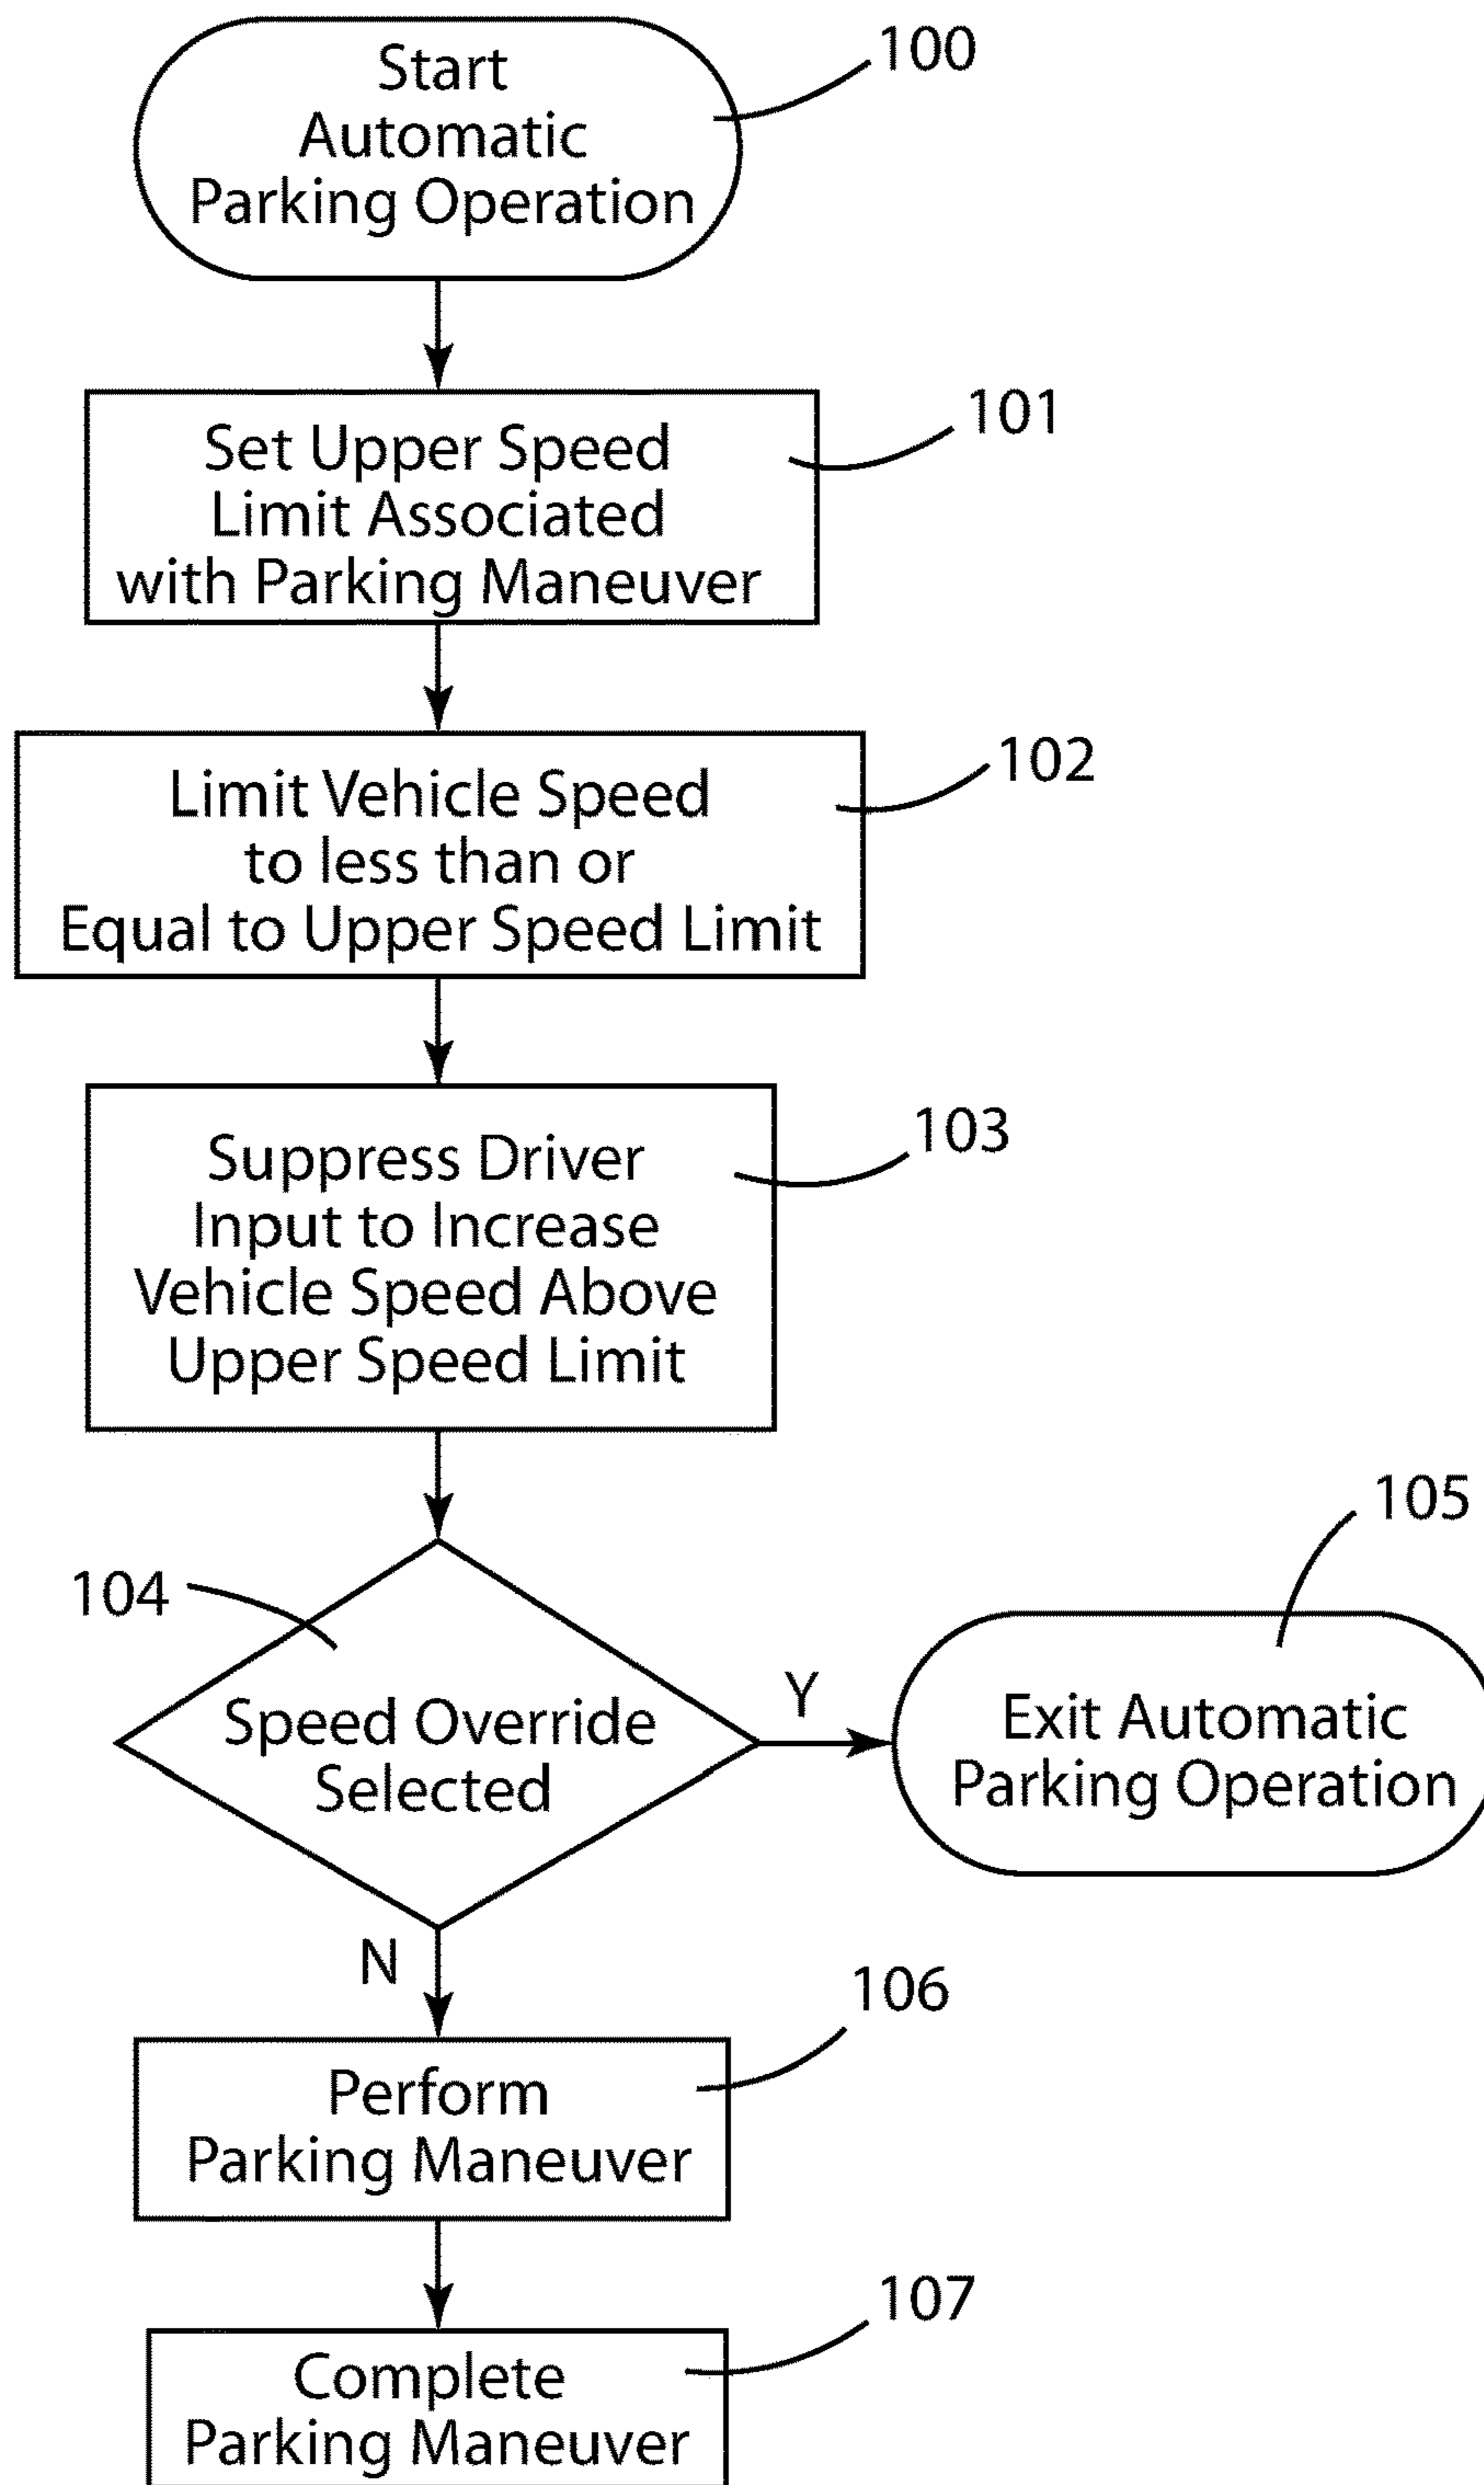 Start
Automatic
Parking Operation
100
Set Upper Speed
Limit Associated
with Parking Maneuver
101
Limit Vehicle Speed
to less than or
Equal to Upper Speed Limit
102
Suppress Driver
Input to Increase
Vehicle Speed Above
Upper Speed Limit
103
104
Speed Override
Selected
Y
105
Exit Automatic
Parking Operation
N
106
Perform
Parking Maneuver
107
Complete
Parking Maneuver